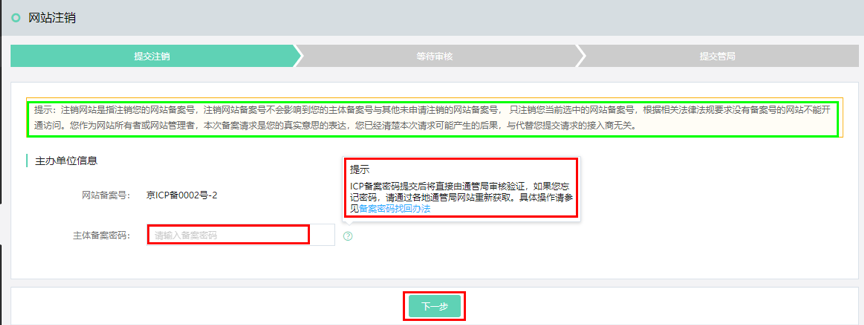 网站注销
提交注销
等待审核
提交管局
提示：注销网站是指注销您的网站备案号，注销网站备案号不会影响到您的主体备案号与其他未申请注销的网站备案号， 只注销您当前选中的网站备案号，根据相关法律法规要求没有备案号的网站不能开
通访问。您作为网站所有者或网站管理者，本次备案请求是您的真实意思的表达，您已经清楚本次请求可能产生的后果，与代替您提交请求的接入商无关。
主办单位信息
提示
ICP备案密码提交后将直接由通管局审核验证，如果您忘
记密码，请通过各地通管局网站重新获取。具体操作请参
见备案密码找回办法
网站备案号：
京ICP备0002号-2
主体备案密码：
请输入备案密码
?
下一步